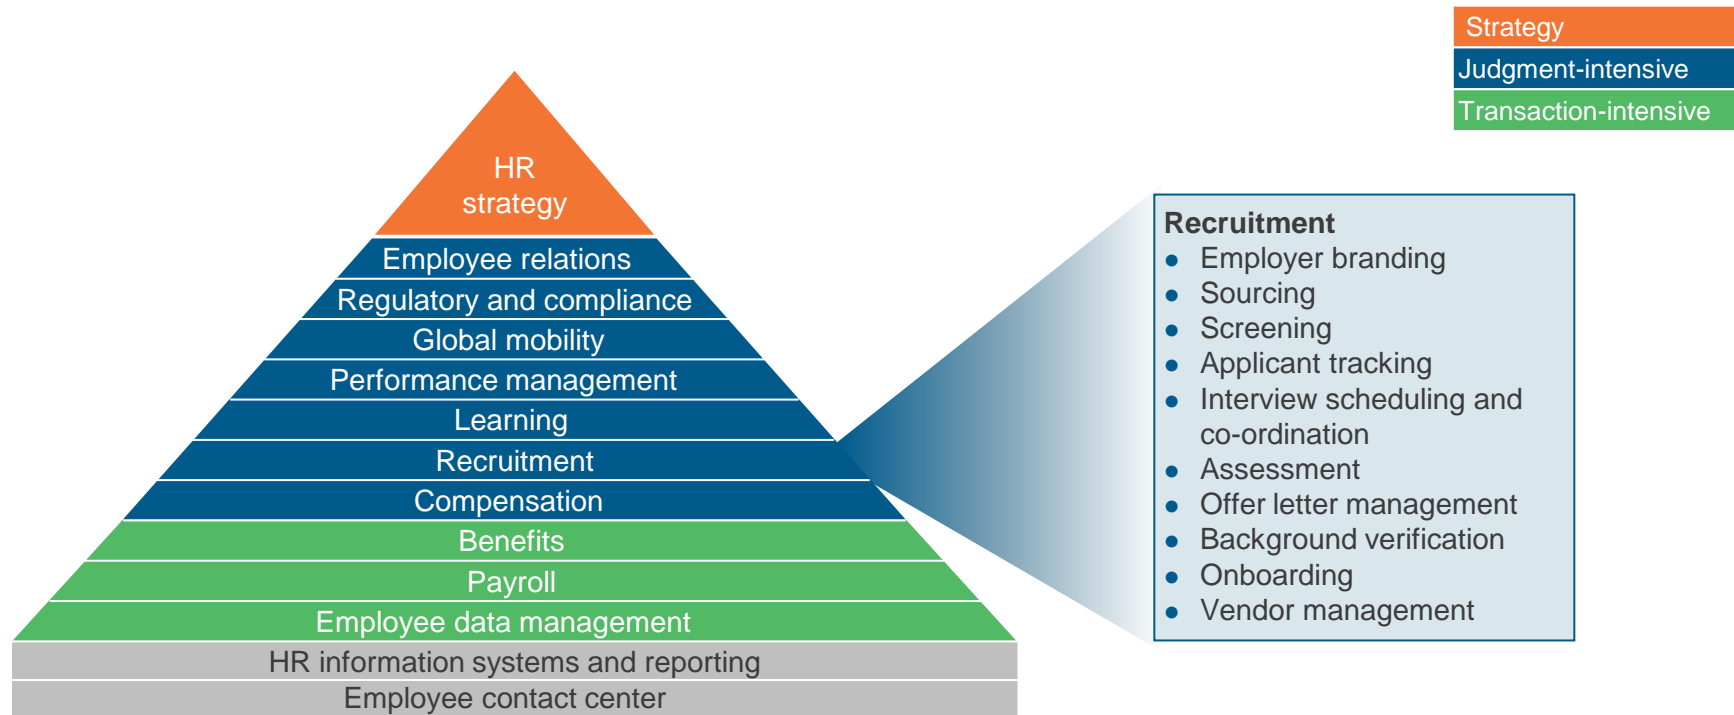 Strategy
Judgment-intensive
Transaction-intensive
HR
strategy
Employee relations
Regulatory and compliance
Global mobility
Performance management
Learning
Recruitment
Compensation
Benefits
Payroll
Employee data management
HR information systems and reporting
Employee contact center
Recruitment
● Employer branding
● Sourcing
● Screening
● Applicant tracking
● Interview scheduling and
co-ordination
● Assessment
● Offer letter management
● Background verification
● Onboarding
● Vendor management